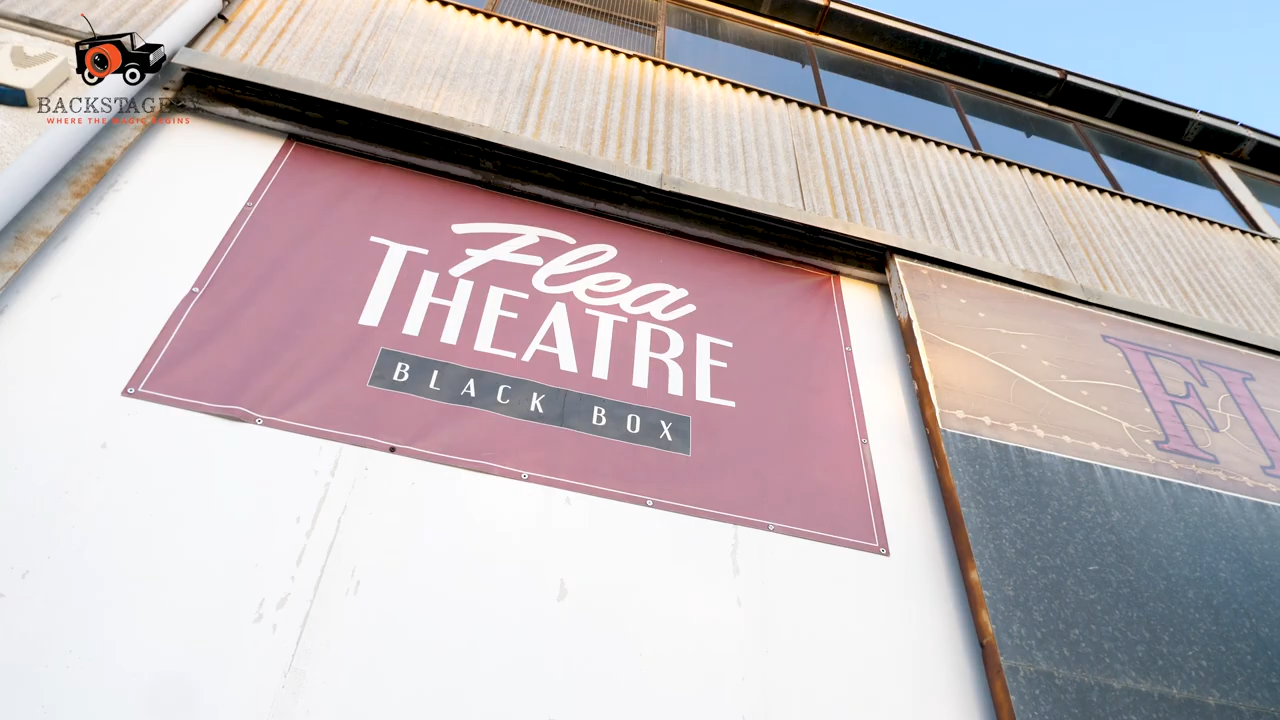 BACKSTAGE
WHERE THE MAGIC BEGINS
Flea
THEATRE
BLACK BOX